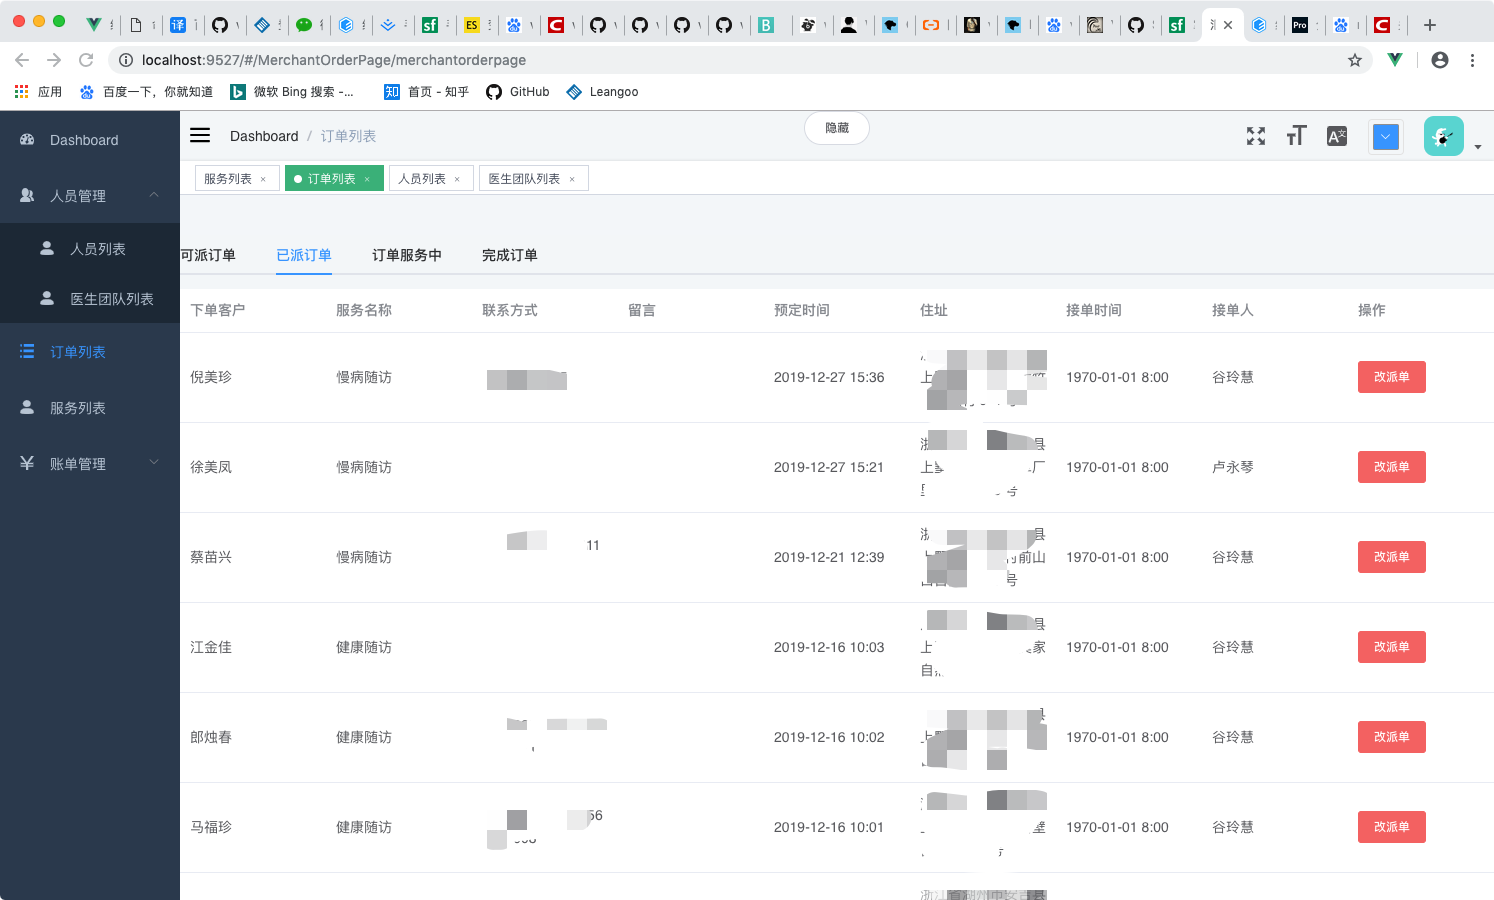 localhost:9527/#/MerchantOrderPage/merchantorderpage
应用 百度一下，你就知道 微软 Bing 搜索 -... 知 首页 - 知乎 GitHub Leangoo
Dashboard
人员管理
人员列表
医生团队列表
订单列表
服务列表
账单管理
Dashboard / 订单列表
隐藏
服务列表 × 订单列表 × 人员列表 × 医生团队列表 ×
可派订单 已派订单 订单服务中 完成订单
下单客户 服务名称 联系方式 留言 预定时间 住址 接单时间 接单人 操作
倪美珍 慢病随访 2019-12-27 15:36 上 1970-01-01 8:00 谷玲慧 改派单
徐美凤 慢病随访 2019-12-27 15:21 县 厂 号 1970-01-01 8:00 卢永琴 改派单
蔡苗兴 慢病随访 11 2019-12-21 12:39 县 前山 号 1970-01-01 8:00 谷玲慧 改派单
江金佳 健康随访 2019-12-16 10:03 县 上 家 自 1970-01-01 8:00 谷玲慧 改派单
郎烛春 健康随访 2019-12-16 10:02 1970-01-01 8:00 谷玲慧 改派单
马福珍 健康随访 56 2019-12-16 10:01 1970-01-01 8:00 谷玲慧 改派单